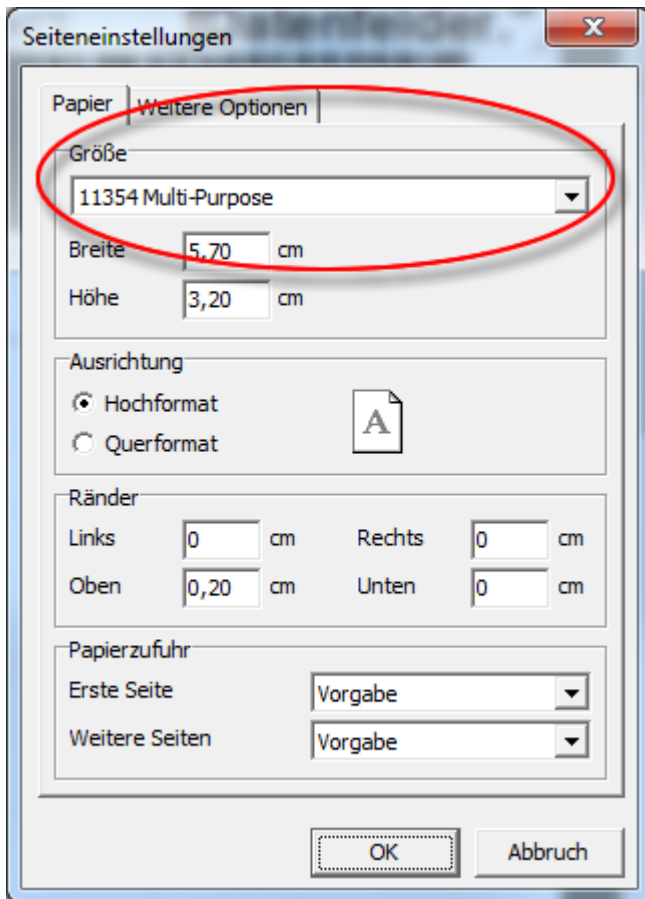 Datenfelder."
Seiteneinstellungen
Papier Weitere Optionen
Größe
11354 Multi-Purpose
Breite 5,70 cm
Höhe 3,20 cm
Ausrichtung
Hochformat
Querformat
A
Ränder
Links 0 cm Rechts 0 cm
Oben 0,20 cm Unten 0 cm
Papierzufuhr
Erste Seite Vorgabe
Weitere Seiten Vorgabe
OK Abbruch